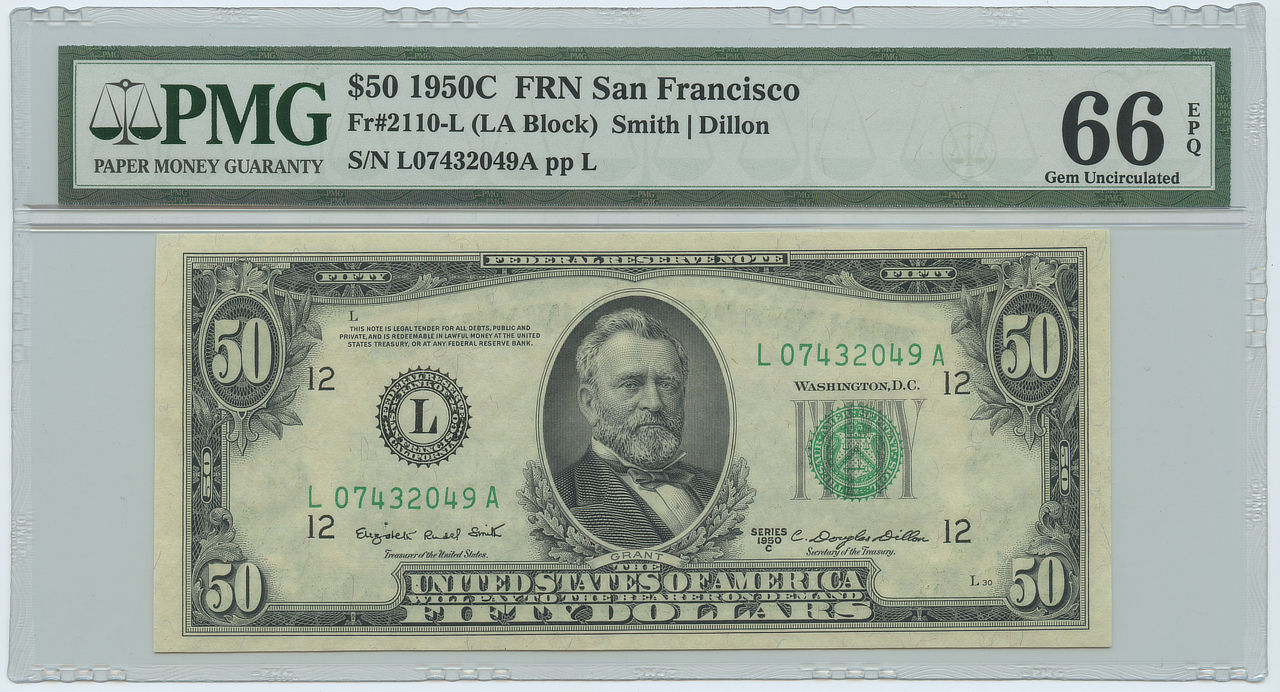 PMG
PAPER MONEY GUARANTY
$50 1950C FRN San Francisco
Fr#2110-L (LA Block) Smith | Dillon
S/N L07432049A pp L
66 EPQ
Gem Uncirculated
FEDERAL RESERVE NOTE
FIFTY FIFTY
50 50
L
THIS NOTE IS LEGAL TENDER FOR ALL DEBTS, PUBLIC AND
PRIVATE, AND IS REDEEMABLE IN LAWFUL MONEY AT THE UNITED
STATES TREASURY, OR AT ANY FEDERAL RESERVE BANK.
L 07432049 A
12 12
WASHINGTON, D.C.
L
50 50
L 07432049 A
12 12
Elizabeth Rudel Smith
Treasurer of the United States.
SERIES
1950
C
C. Douglas Dillon
Secretary of the Treasury.
GRANT
L 30
THE
UNITED STATES OF AMERICA
WILL PAY TO THE BEARER ON DEMAND
FIFTY DOLLARS
50 50